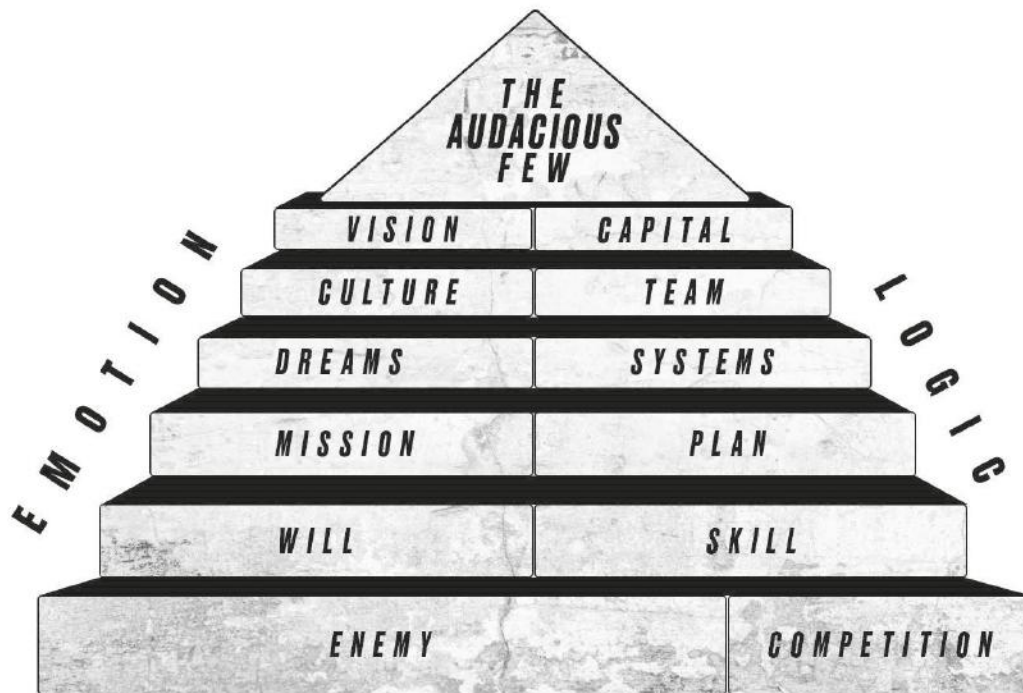 THE
AUDACIOUS
FEW
VISION CAPITAL
CULTURE TEAM
DREAMS SYSTEMS
MISSION PLAN
WILL SKILL
ENEMY COMPETITION
EMOTION
LOGIC